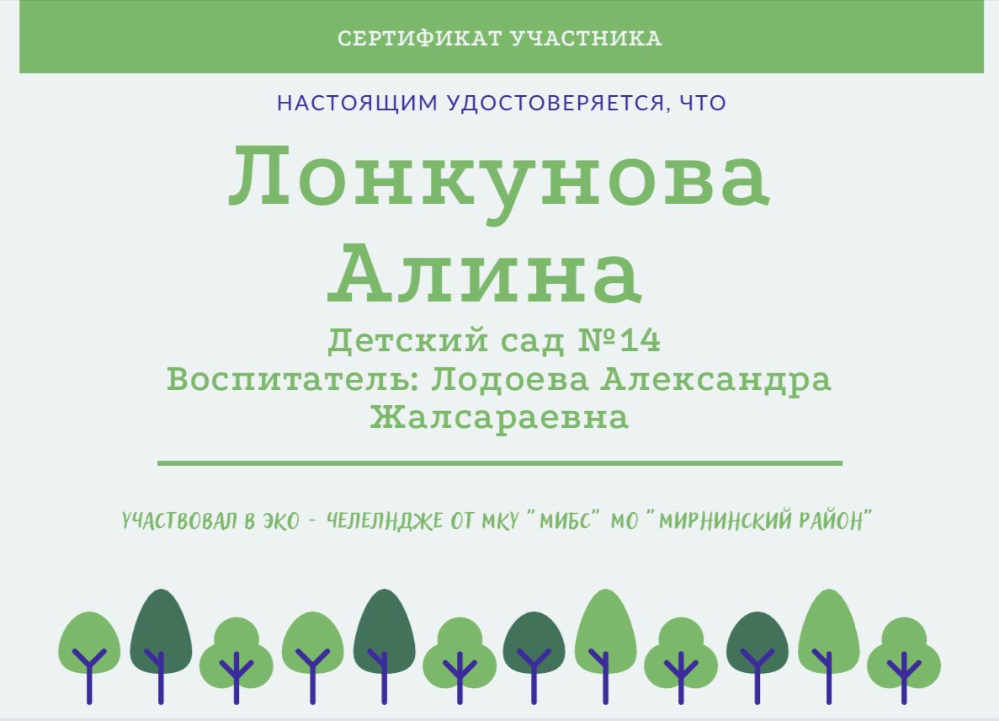 СЕРТИФИКАТ УЧАСТНИКА
НАСТОЯЩИМ УДОСТОВЕРЯЕТСЯ, ЧТО
Лонкунова
Алина
Детский сад №14
Воспитатель: Лодоева Александра
Жалсараевна
УЧАСТВОВАЛ В ЭКО - ЧЕЛЕЛНДЖЕ ОТ МКУ "МИБС" МО "МИРНИНСКИЙ РАЙОН"